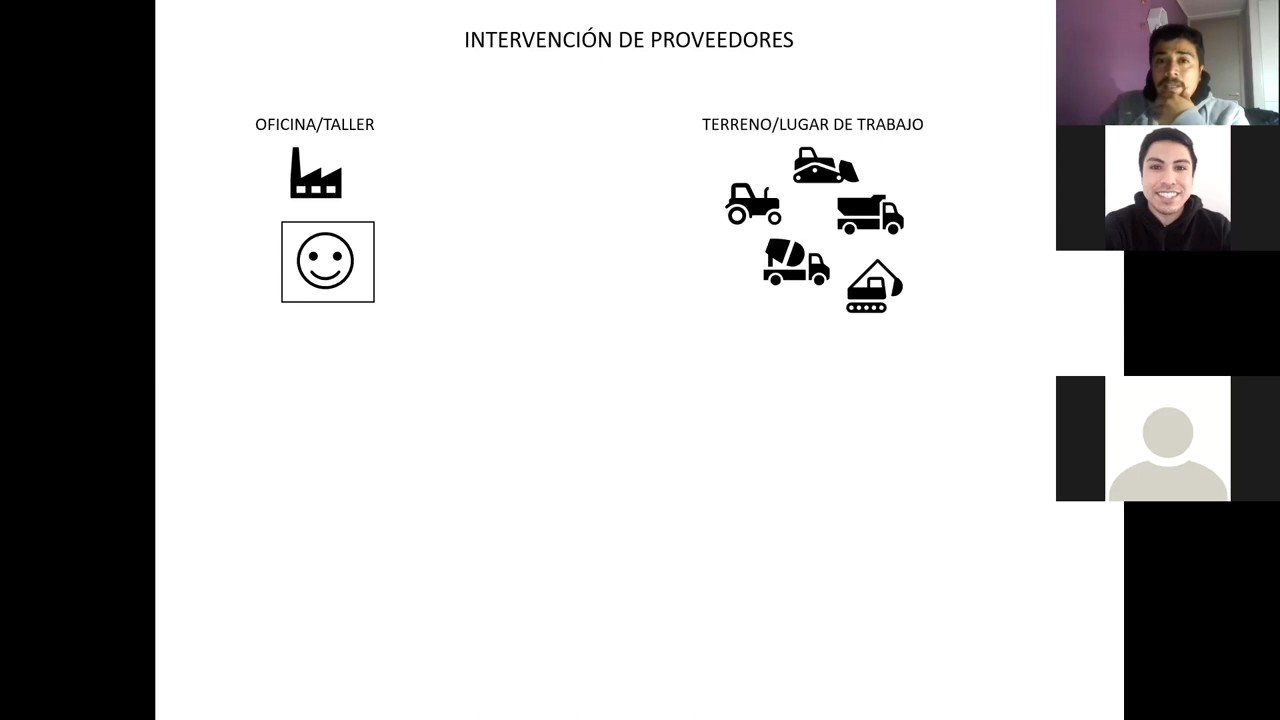 INTERVENCIÓN DE PROVEEDORES
OFICINA/TALLER
TERRENO/LUGAR DE TRABAJO